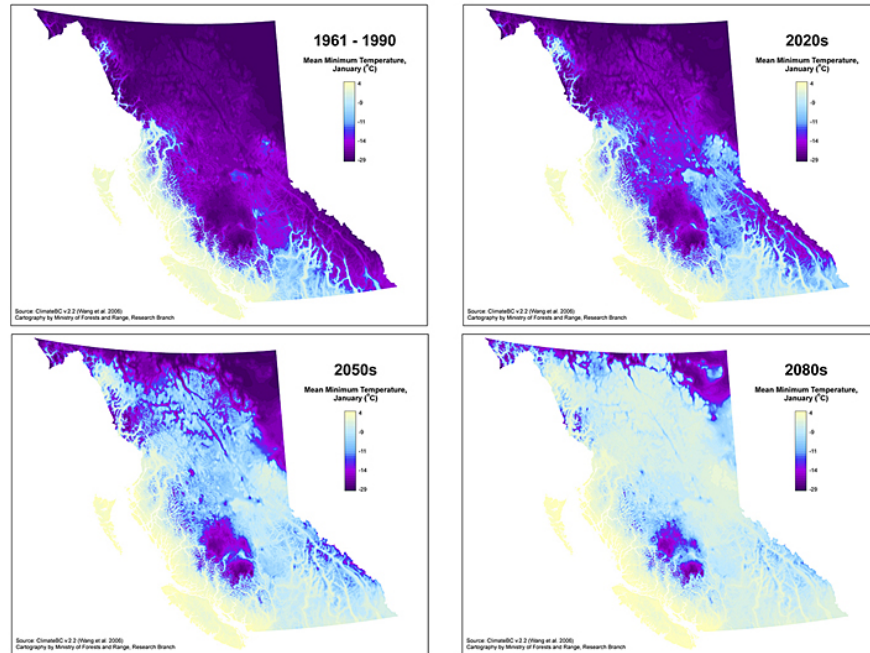 1961 - 1990
Mean Minimum Temperature,
January (°C)
4
-9
-11
-14
-29
Source: ClimateBC v.2.2 (Wang et al. 2006)
Cartography by Ministry of Forests and Range, Research Branch
2020s
Mean Minimum Temperature,
January (°C)
4
-9
-11
-14
-29
Source: ClimateBC v.2.2 (Wang et al. 2006)
Cartography by Ministry of Forests and Range, Research Branch
2050s
Mean Minimum Temperature,
January (°C)
4
-9
-11
-14
-29
Source: ClimateBC v.2.2 (Wang et al. 2006)
Cartography by Ministry of Forests and Range, Research Branch
2080s
Mean Minimum Temperature,
January (°C)
4
-9
-11
-14
-29
Source: ClimateBC v.2.2 (Wang et al. 2006)
Cartography by Ministry of Forests and Range, Research Branch